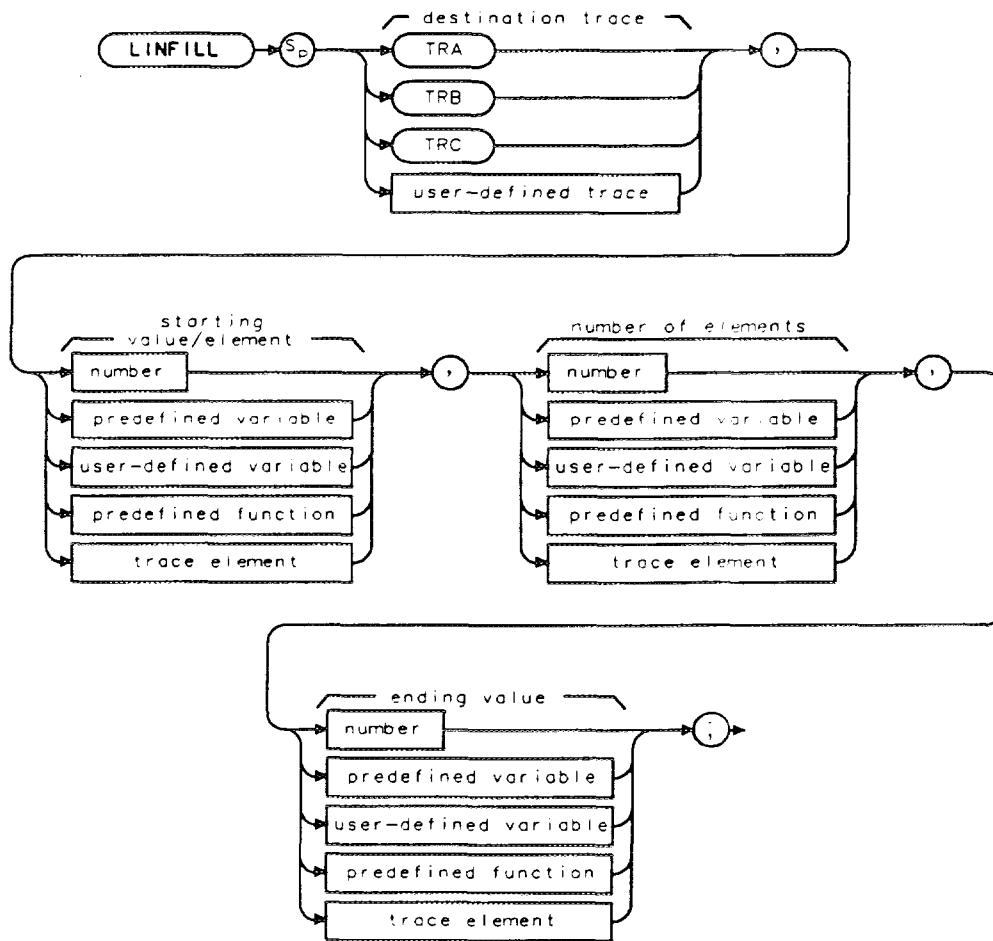 destination trace
LINFILL Sp TRA ,
TRB
TRC
user-defined trace
starting
value/element
number of elements
number , number ,
predefined variable predefined variable
user-defined variable user-defined variable
predefined function predefined function
trace element trace element
ending value
number ;
predefined variable
user-defined variable
predefined function
trace element